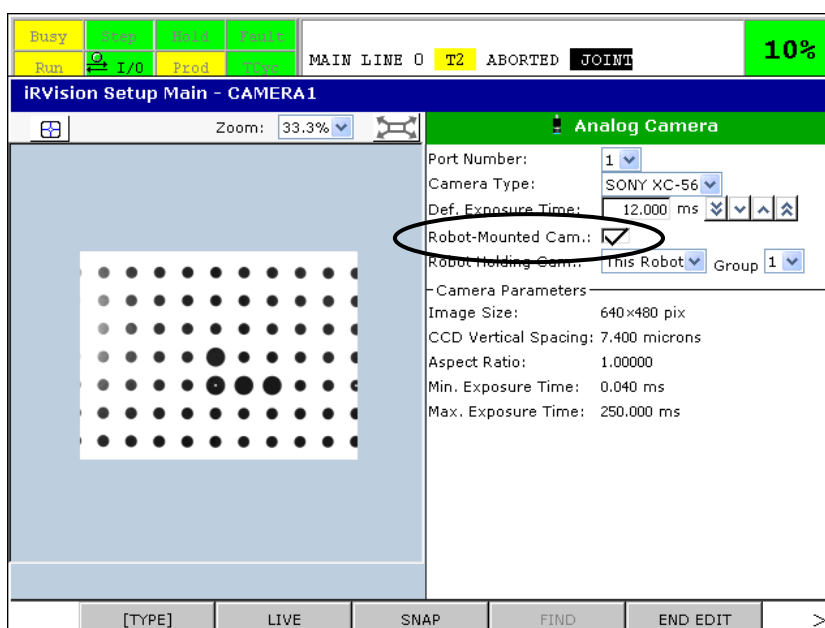 Busy Step Hold Fault
Run I/O Prod TCyc
MAIN LINE 0 T2 ABORTED JOINT
10%
iRVision Setup Main - CAMERA1
Zoom: 33.3%
Analog Camera
Port Number: 1
Camera Type: SONY XC-56
Def. Exposure Time: 12.000 ms
Robot-Mounted Cam.:
Robot Holding Cam.: This Robot Group 1
Camera Parameters
Image Size: 640×480 pix
CCD Vertical Spacing: 7.400 microns
Aspect Ratio: 1.00000
Min. Exposure Time: 0.040 ms
Max. Exposure Time: 250.000 ms
[TYPE] LIVE SNAP FIND END EDIT >